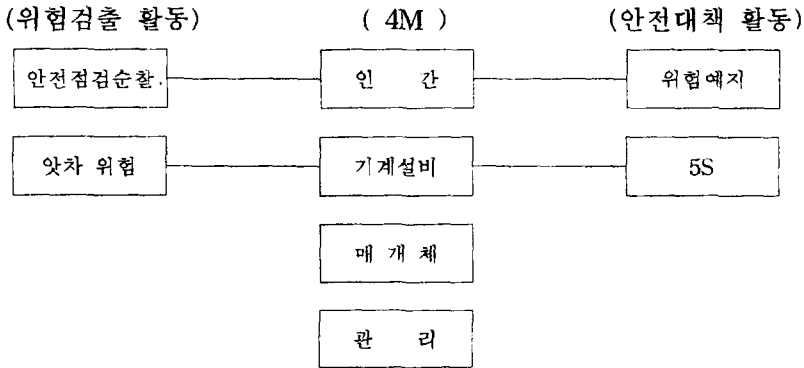 (위험검출 활동) ( 4M ) (안전대책 활동)
안전점검순찰. 인 간 위험예지
앗차 위험 기계설비 5S
매 개 체
관 리